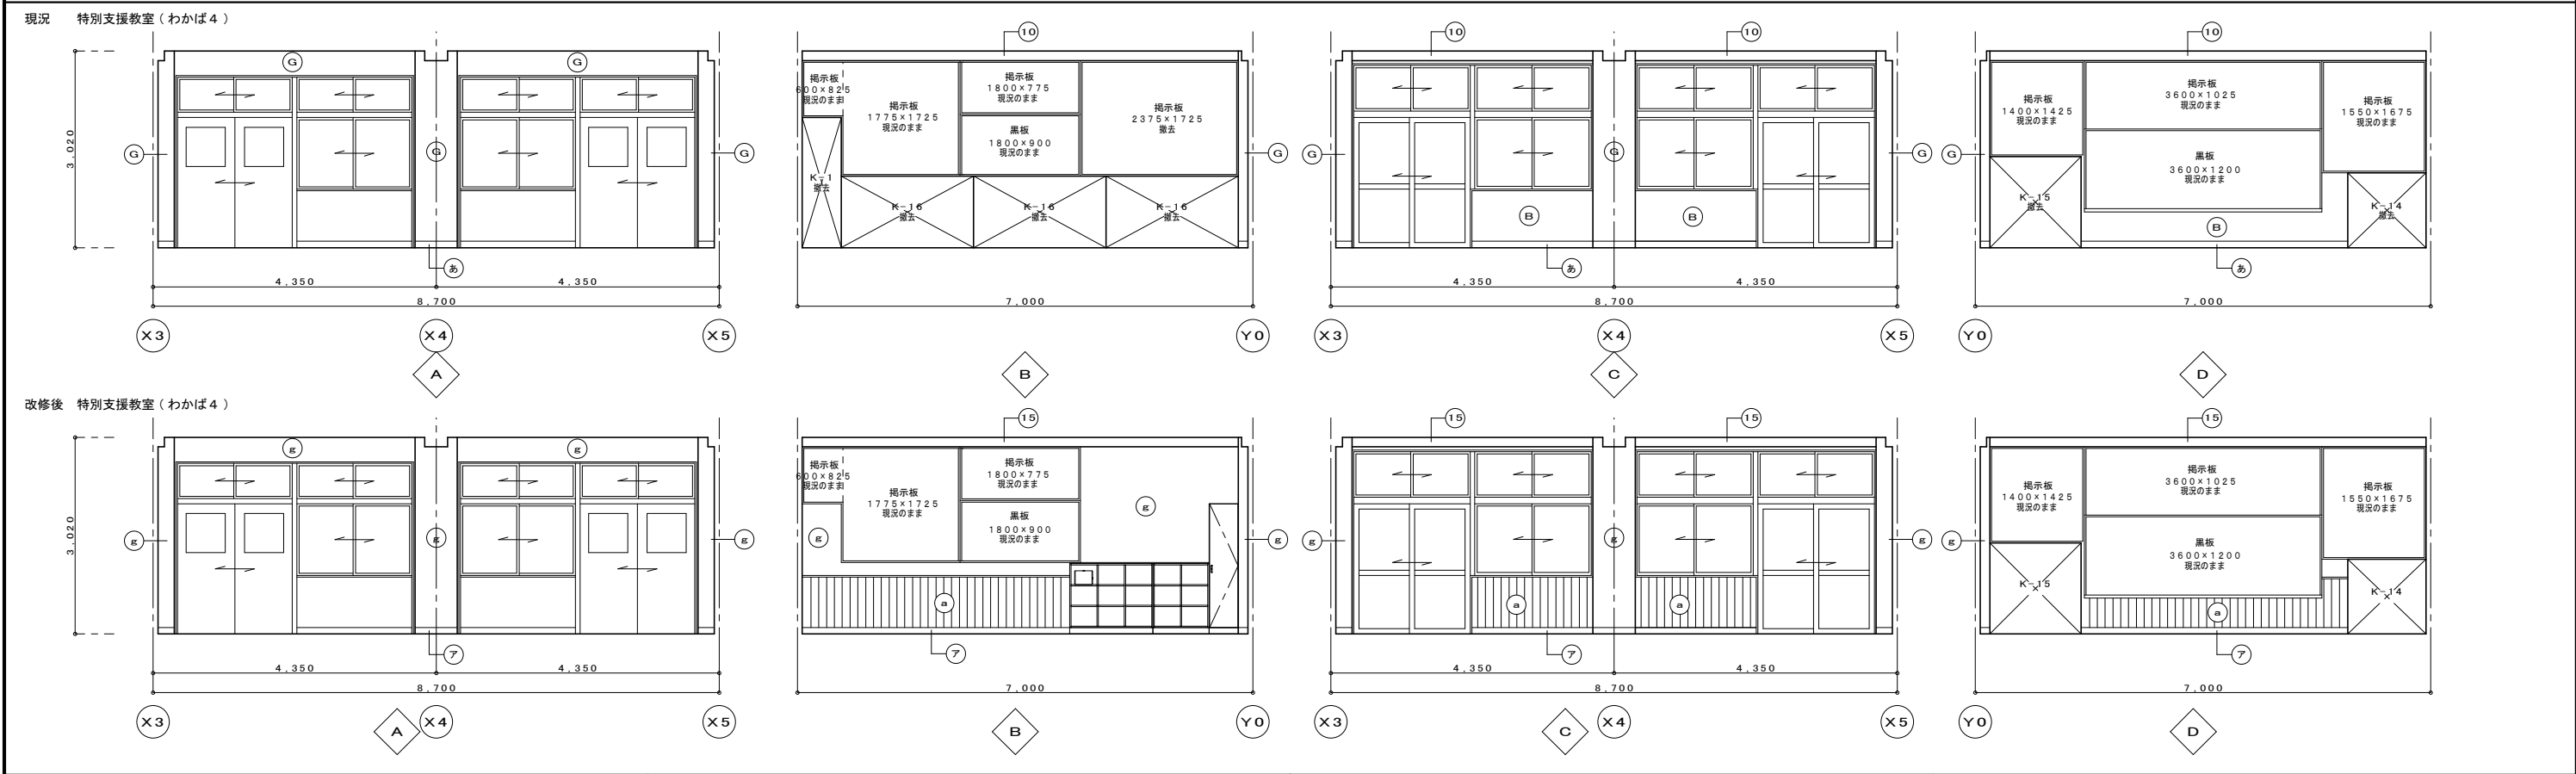 現況　特別支援教室（わかば４）
10
10
10
10
G
G
3,020
G
G
G
あ
4,350
4,350
8,700
X3
X4
X5
A
掲示板
600×825
現況のまま
掲示板
1775×1725
現況のまま
掲示板
1800×775
現況のまま
黒板
1800×900
現況のまま
掲示板
2375×1725
撤去
K-1
撤去
K-16
撤去
K-16
撤去
K-16
撤去
G
7,000
Y0
B
G
G
G
B
B
あ
4,350
4,350
8,700
X3
X4
X5
C
G
掲示板
1400×1425
現況のまま
掲示板
3600×1025
現況のまま
掲示板
1550×1675
現況のまま
黒板
3600×1200
現況のまま
K-15
撤去
K-14
撤去
B
あ
7,000
Y0
D
改修後　特別支援教室（わかば４）
15
15
15
15
g
g
3,020
g
g
g
ア
4,350
4,350
8,700
X3
A
X4
X5
掲示板
600×825
現況のまま
掲示板
1775×1725
現況のまま
掲示板
1800×775
現況のまま
黒板
1800×900
現況のまま
g
g
g
a
ア
7,000
B
Y0
g
g
g
a
a
ア
4,350
4,350
8,700
X3
C
X4
X5
g
掲示板
1400×1425
現況のまま
掲示板
3600×1025
現況のまま
掲示板
1550×1675
現況のまま
黒板
3600×1200
現況のまま
K-15
K-14
a
ア
7,000
Y0
D